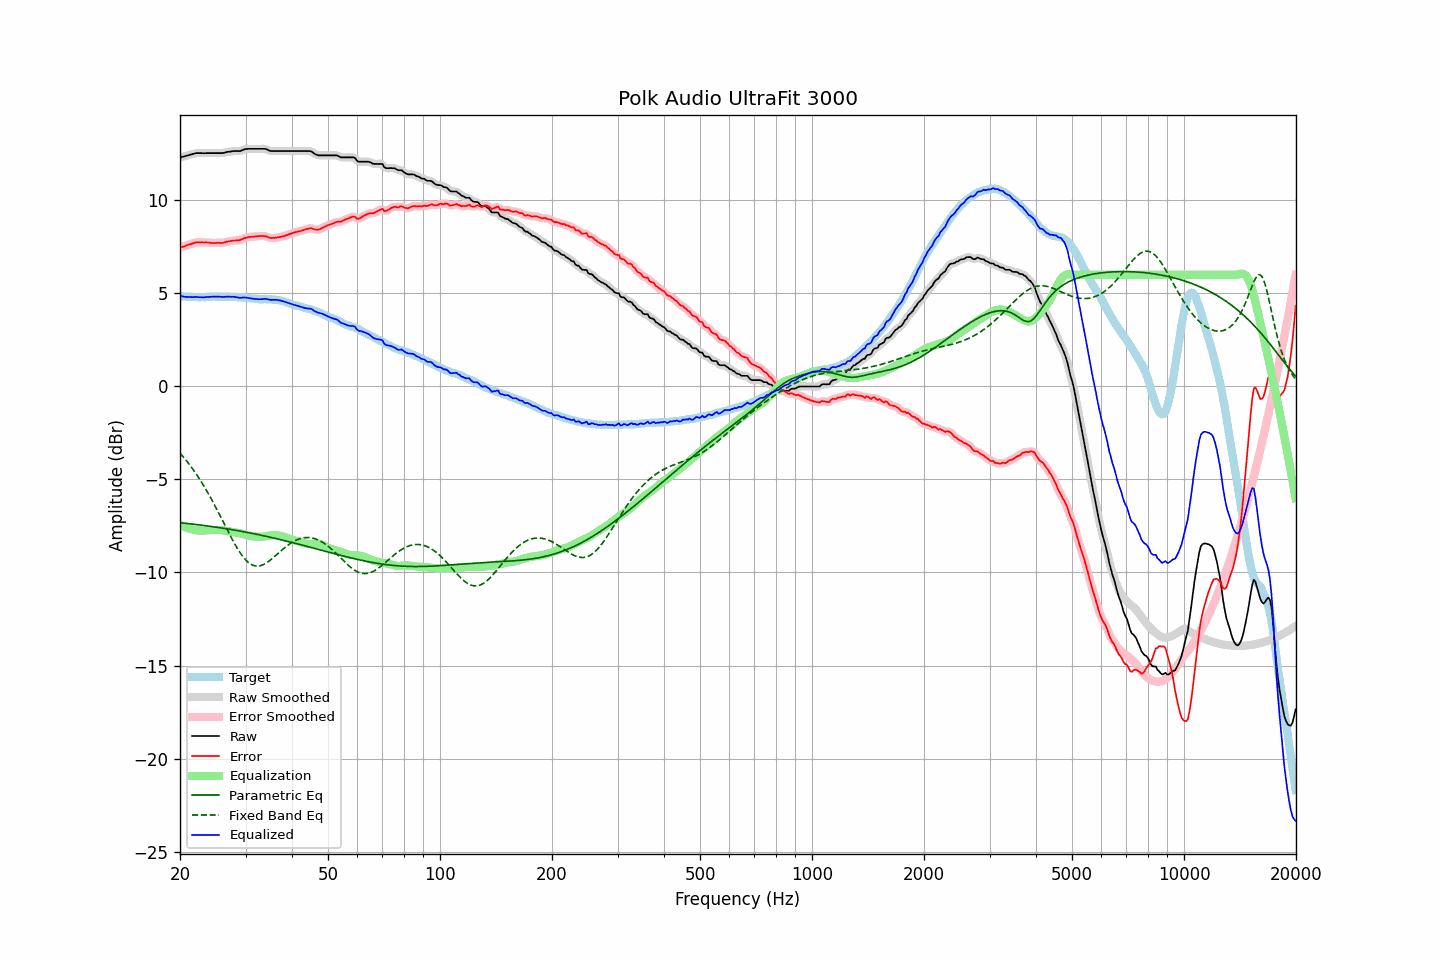 Polk Audio UltraFit 3000
Amplitude (dBr)
10
5
0
−5
−10
−15
−20
−25
Target
Raw Smoothed
Error Smoothed
Raw
Error
Equalization
Parametric Eq
Fixed Band Eq
Equalized
20 50 100 200 500 1000 2000 5000 10000 20000
Frequency (Hz)